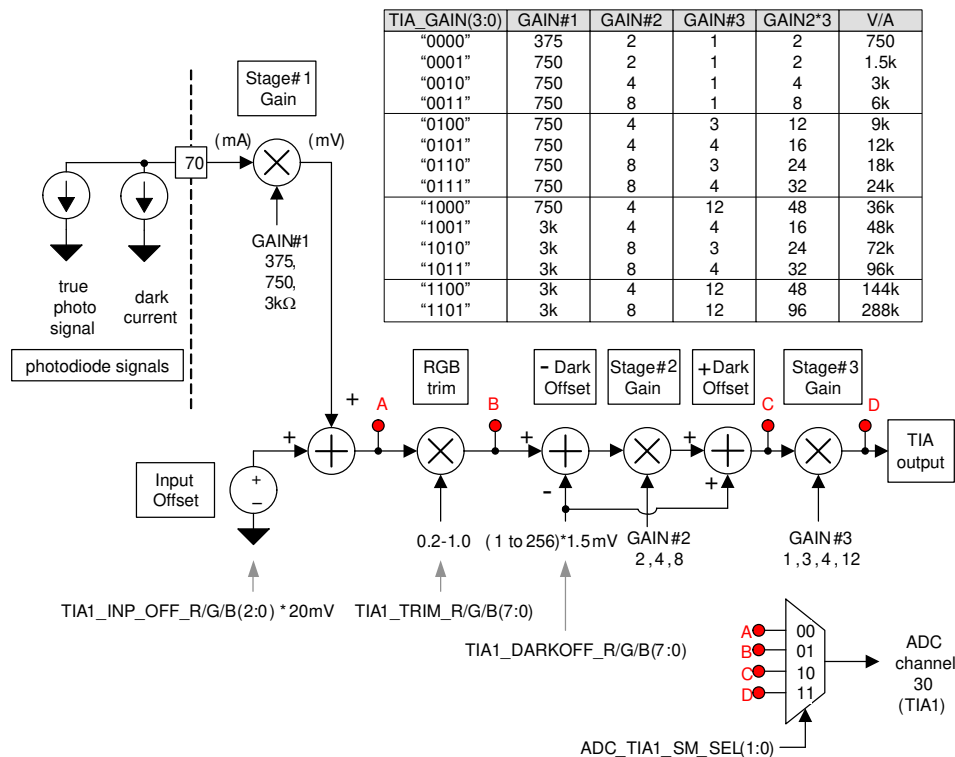 TIA_GAIN(3:0) GAIN#1 GAIN#2 GAIN#3 GAIN2*3 V/A
“0000” 375 2 1 2 750
“0001” 750 2 1 2 1.5k
“0010” 750 4 1 4 3k
“0011” 750 8 1 8 6k
“0100” 750 4 3 12 9k
“0101” 750 4 4 16 12k
“0110” 750 8 3 24 18k
“0111” 750 8 4 32 24k
“1000” 750 4 12 48 36k
“1001” 3k 4 4 16 48k
“1010” 3k 8 3 24 72k
“1011” 3k 8 4 32 96k
“1100” 3k 4 12 48 144k
“1101” 3k 8 12 96 288k
Stage#1
Gain
(mA)
(mV)
70
GAIN#1
375,
750,
3kΩ
true
photo
signal
dark
current
photodiode signals
RGB
trim
- Dark
Offset
Stage#2
Gain
+Dark
Offset
Stage#3
Gain
A
B
C
D
+
+
+
-
+
+
TIA
output
Input
Offset
+
–
0.2-1.0
(1 to 256)*1.5mV
GAIN#2
2,4,8
GAIN#3
1,3,4,12
TIA1_INP_OFF_R/G/B(2:0) *20mV
TIA1_TRIM_R/G/B(7:0)
TIA1_DARKOFF_R/G/B(7:0)
A 00
B 01
C 10
D 11
ADC
channel
30
(TIA1)
ADC_TIA1_SM_SEL(1:0)